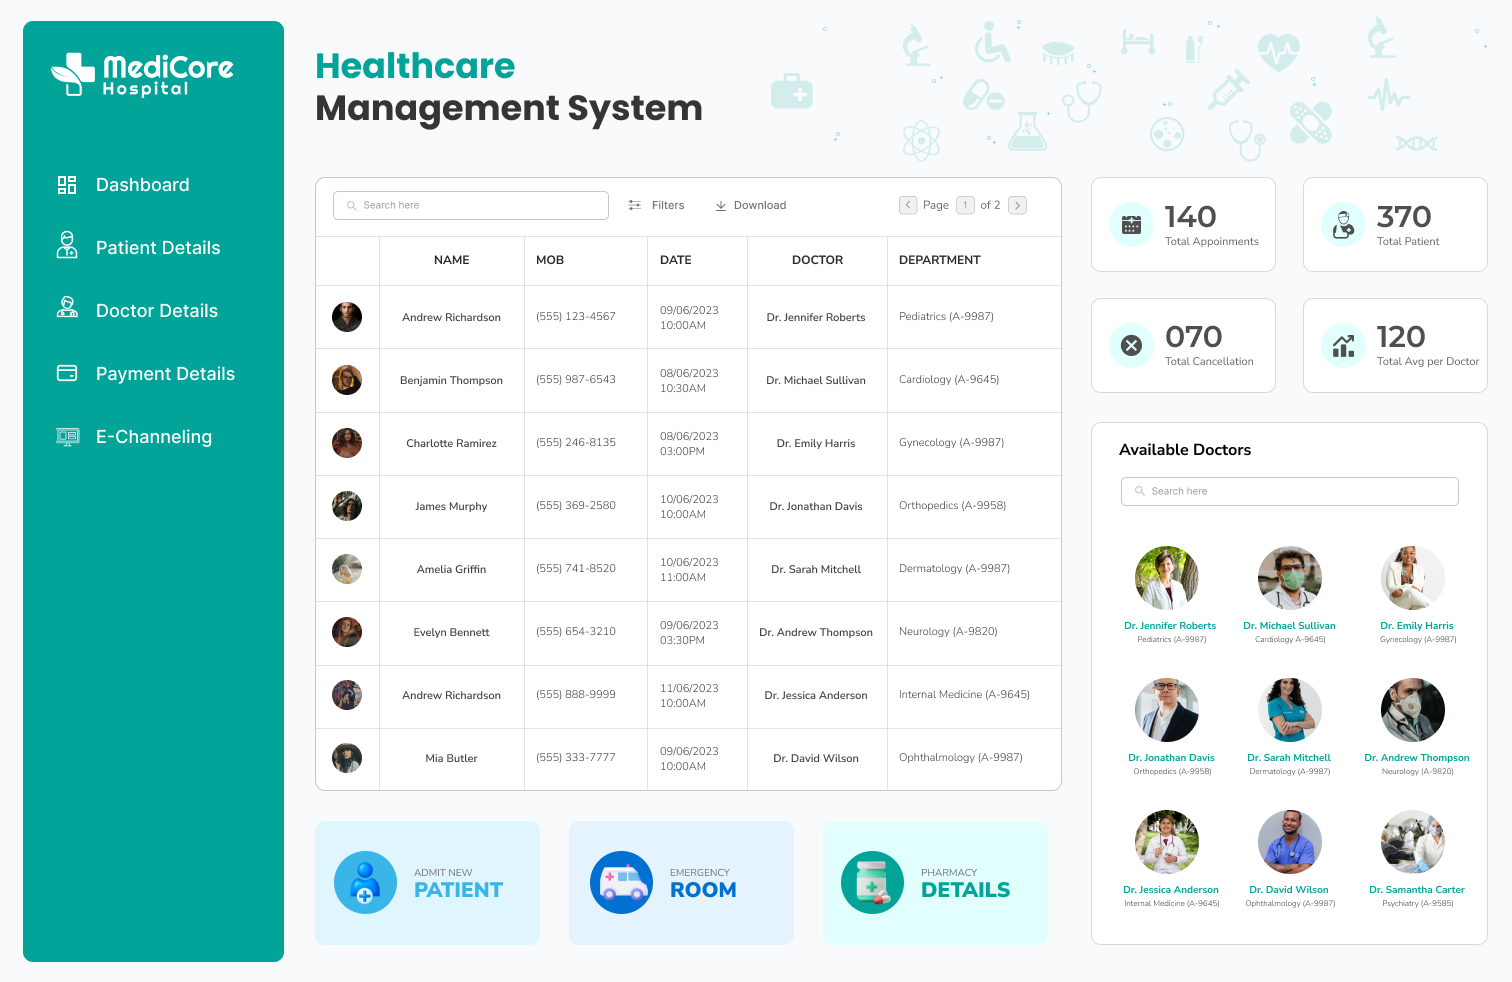 MediCore
Hospital
Dashboard
Patient Details
Doctor Details
Payment Details
E-Channeling
Healthcare
Management System
Search here
Filters
Download
Page 1 of 2
NAME MOB DATE DOCTOR DEPARTMENT
Andrew Richardson (555) 123-4567 09/06/2023 10:00AM Dr. Jennifer Roberts Pediatrics (A-9987)
Benjamin Thompson (555) 987-6543 08/06/2023 10:30AM Dr. Michael Sullivan Cardiology (A-9645)
Charlotte Ramirez (555) 246-8135 08/06/2023 03:00PM Dr. Emily Harris Gynecology (A-9987)
James Murphy (555) 369-2580 10/06/2023 10:00AM Dr. Jonathan Davis Orthopedics (A-9958)
Amelia Griffin (555) 741-8520 10/06/2023 11:00AM Dr. Sarah Mitchell Dermatology (A-9987)
Evelyn Bennett (555) 654-3210 09/06/2023 03:30PM Dr. Andrew Thompson Neurology (A-9820)
Andrew Richardson (555) 888-9999 11/06/2023 10:00AM Dr. Jessica Anderson Internal Medicine (A-9645)
Mia Butler (555) 333-7777 09/06/2023 10:00AM Dr. David Wilson Ophthalmology (A-9987)
ADMIT NEW
PATIENT
EMERGENCY
ROOM
PHARMACY
DETAILS
140
Total Appoinments
370
Total Patient
070
Total Cancellation
120
Total Avg per Doctor
Available Doctors
Search here
Dr. Jennifer Roberts
Pediatrics (A-9987)
Dr. Michael Sullivan
Cardiology A-9645)
Dr. Emily Harris
Gynecology (A-9987)
Dr. Jonathan Davis
Orthopedics (A-9958)
Dr. Sarah Mitchell
Dermatology (A-9987)
Dr. Andrew Thompson
Neurology (A-9820)
Dr. Jessica Anderson
Internal Medicine (A-9645)
Dr. David Wilson
Ophthalmology (A-9987)
Dr. Samantha Carter
Psychiatry (A-9585)